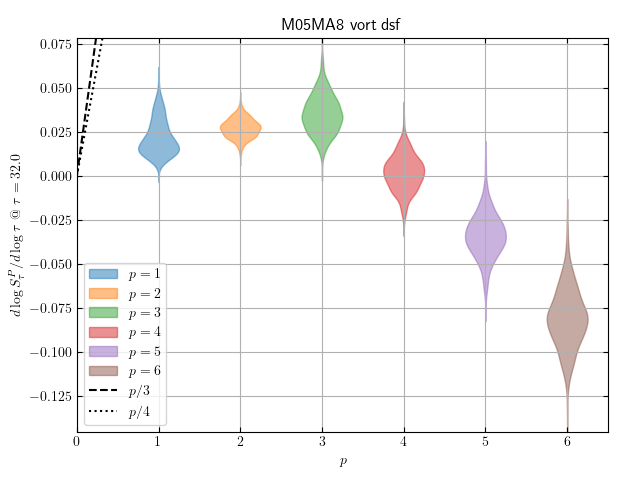 M05MA8 vort dsf
0.075
0.050
0.025
0.000
−0.025
−0.050
−0.075
−0.100
−0.125
d log S_τ^P / d log τ @ τ = 32.0
p = 1
p = 2
p = 3
p = 4
p = 5
p = 6
p/3
p/4
0 1 2 3 4 5 6
p